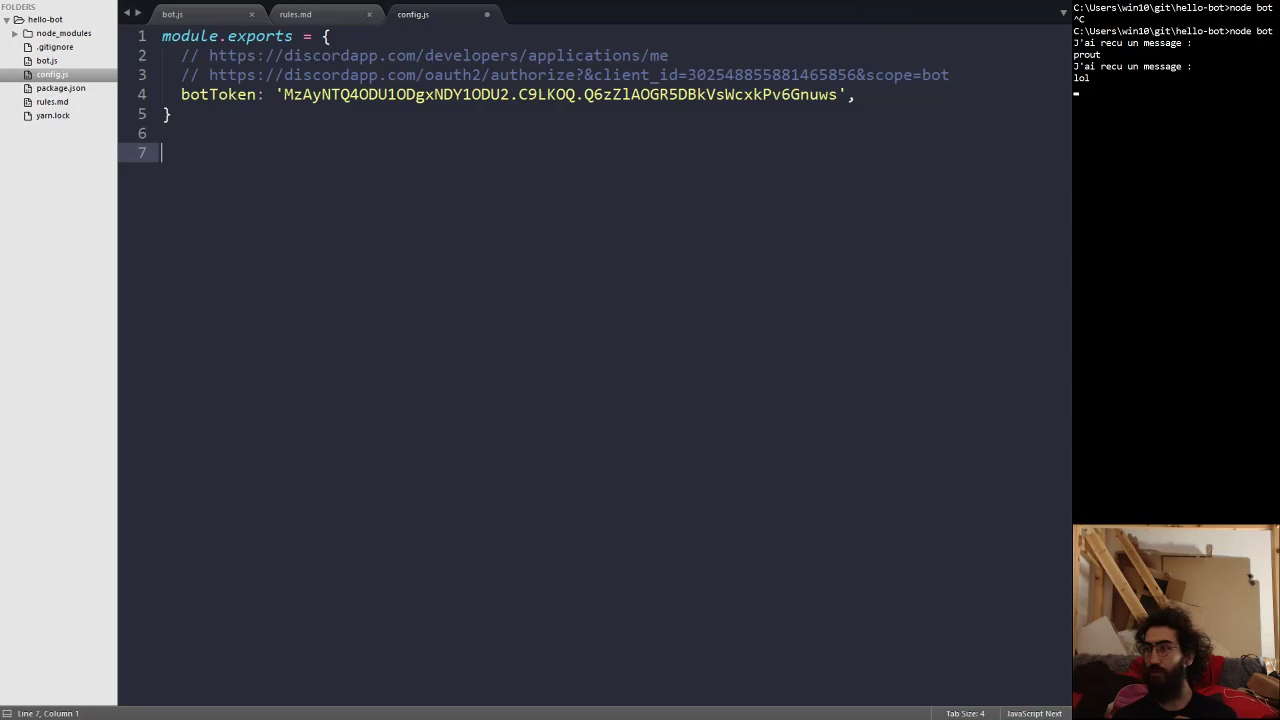 FOLDERS
hello-bot
node_modules
.gitignore
bot.js
config.js
package.json
rules.md
yarn.lock
bot.js
rules.md
config.js
1 module.exports = {
2 // https://discordapp.com/developers/applications/me
3 // https://discordapp.com/oauth2/authorize?&client_id=302548855881465856&scope=bot
4 botToken: 'MzAyNTQ4ODU1ODgxNDY1ODU2.C9LKOQ.Q6zZlAOGR5DBkVsWcxkPv6Gnuws',
5 }
6
7
Line 7, Column 1
Tab Size: 4
JavaScript Next
C:\Users\win10\git\hello-bot>node bot
^C
C:\Users\win10\git\hello-bot>node bot
J'ai recu un message :
prout
J'ai recu un message :
lol